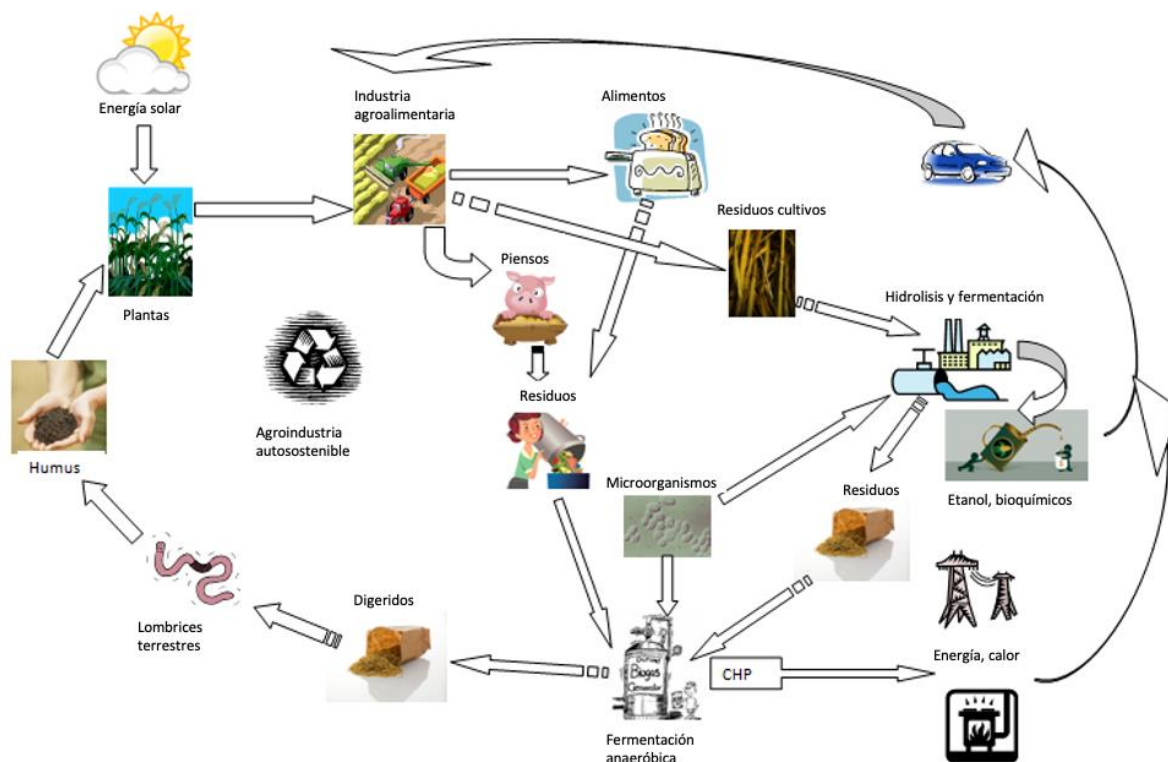 Energía solar
Industria
agroalimentaria
Alimentos
Residuos cultivos
Piensos
Hidrolisis y fermentación
Plantas
Residuos
Agroindustria
autosostenible
Humus
Microorganismos
Residuos
Etanol, bioquímicos
Lombrices
terrestres
Digeridos
Biogas
CHP
Energía, calor
Fermentación
anaeróbica